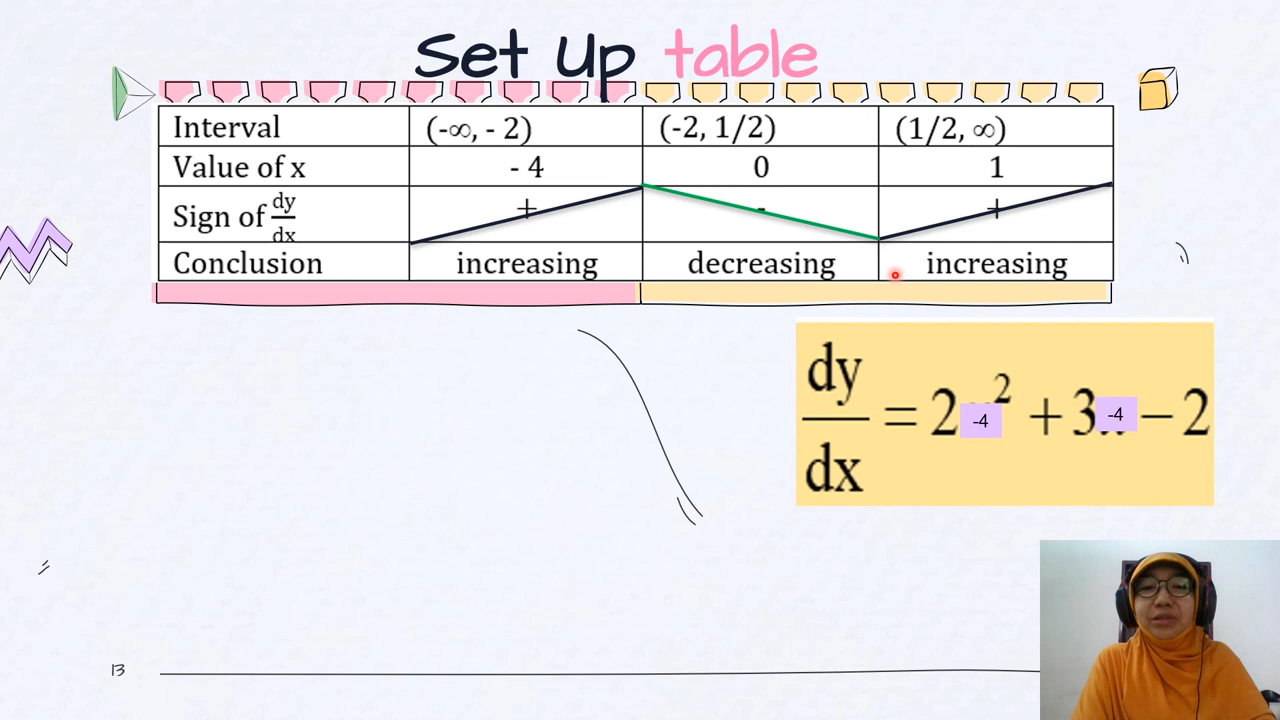 Set Up table
Interval (-∞, - 2) (-2, 1/2) (1/2, ∞)
Value of x - 4 0 1
Sign of dy/dx + - +
Conclusion increasing decreasing increasing
dy/dx = 2 -4 ² + 3 -4 − 2
13